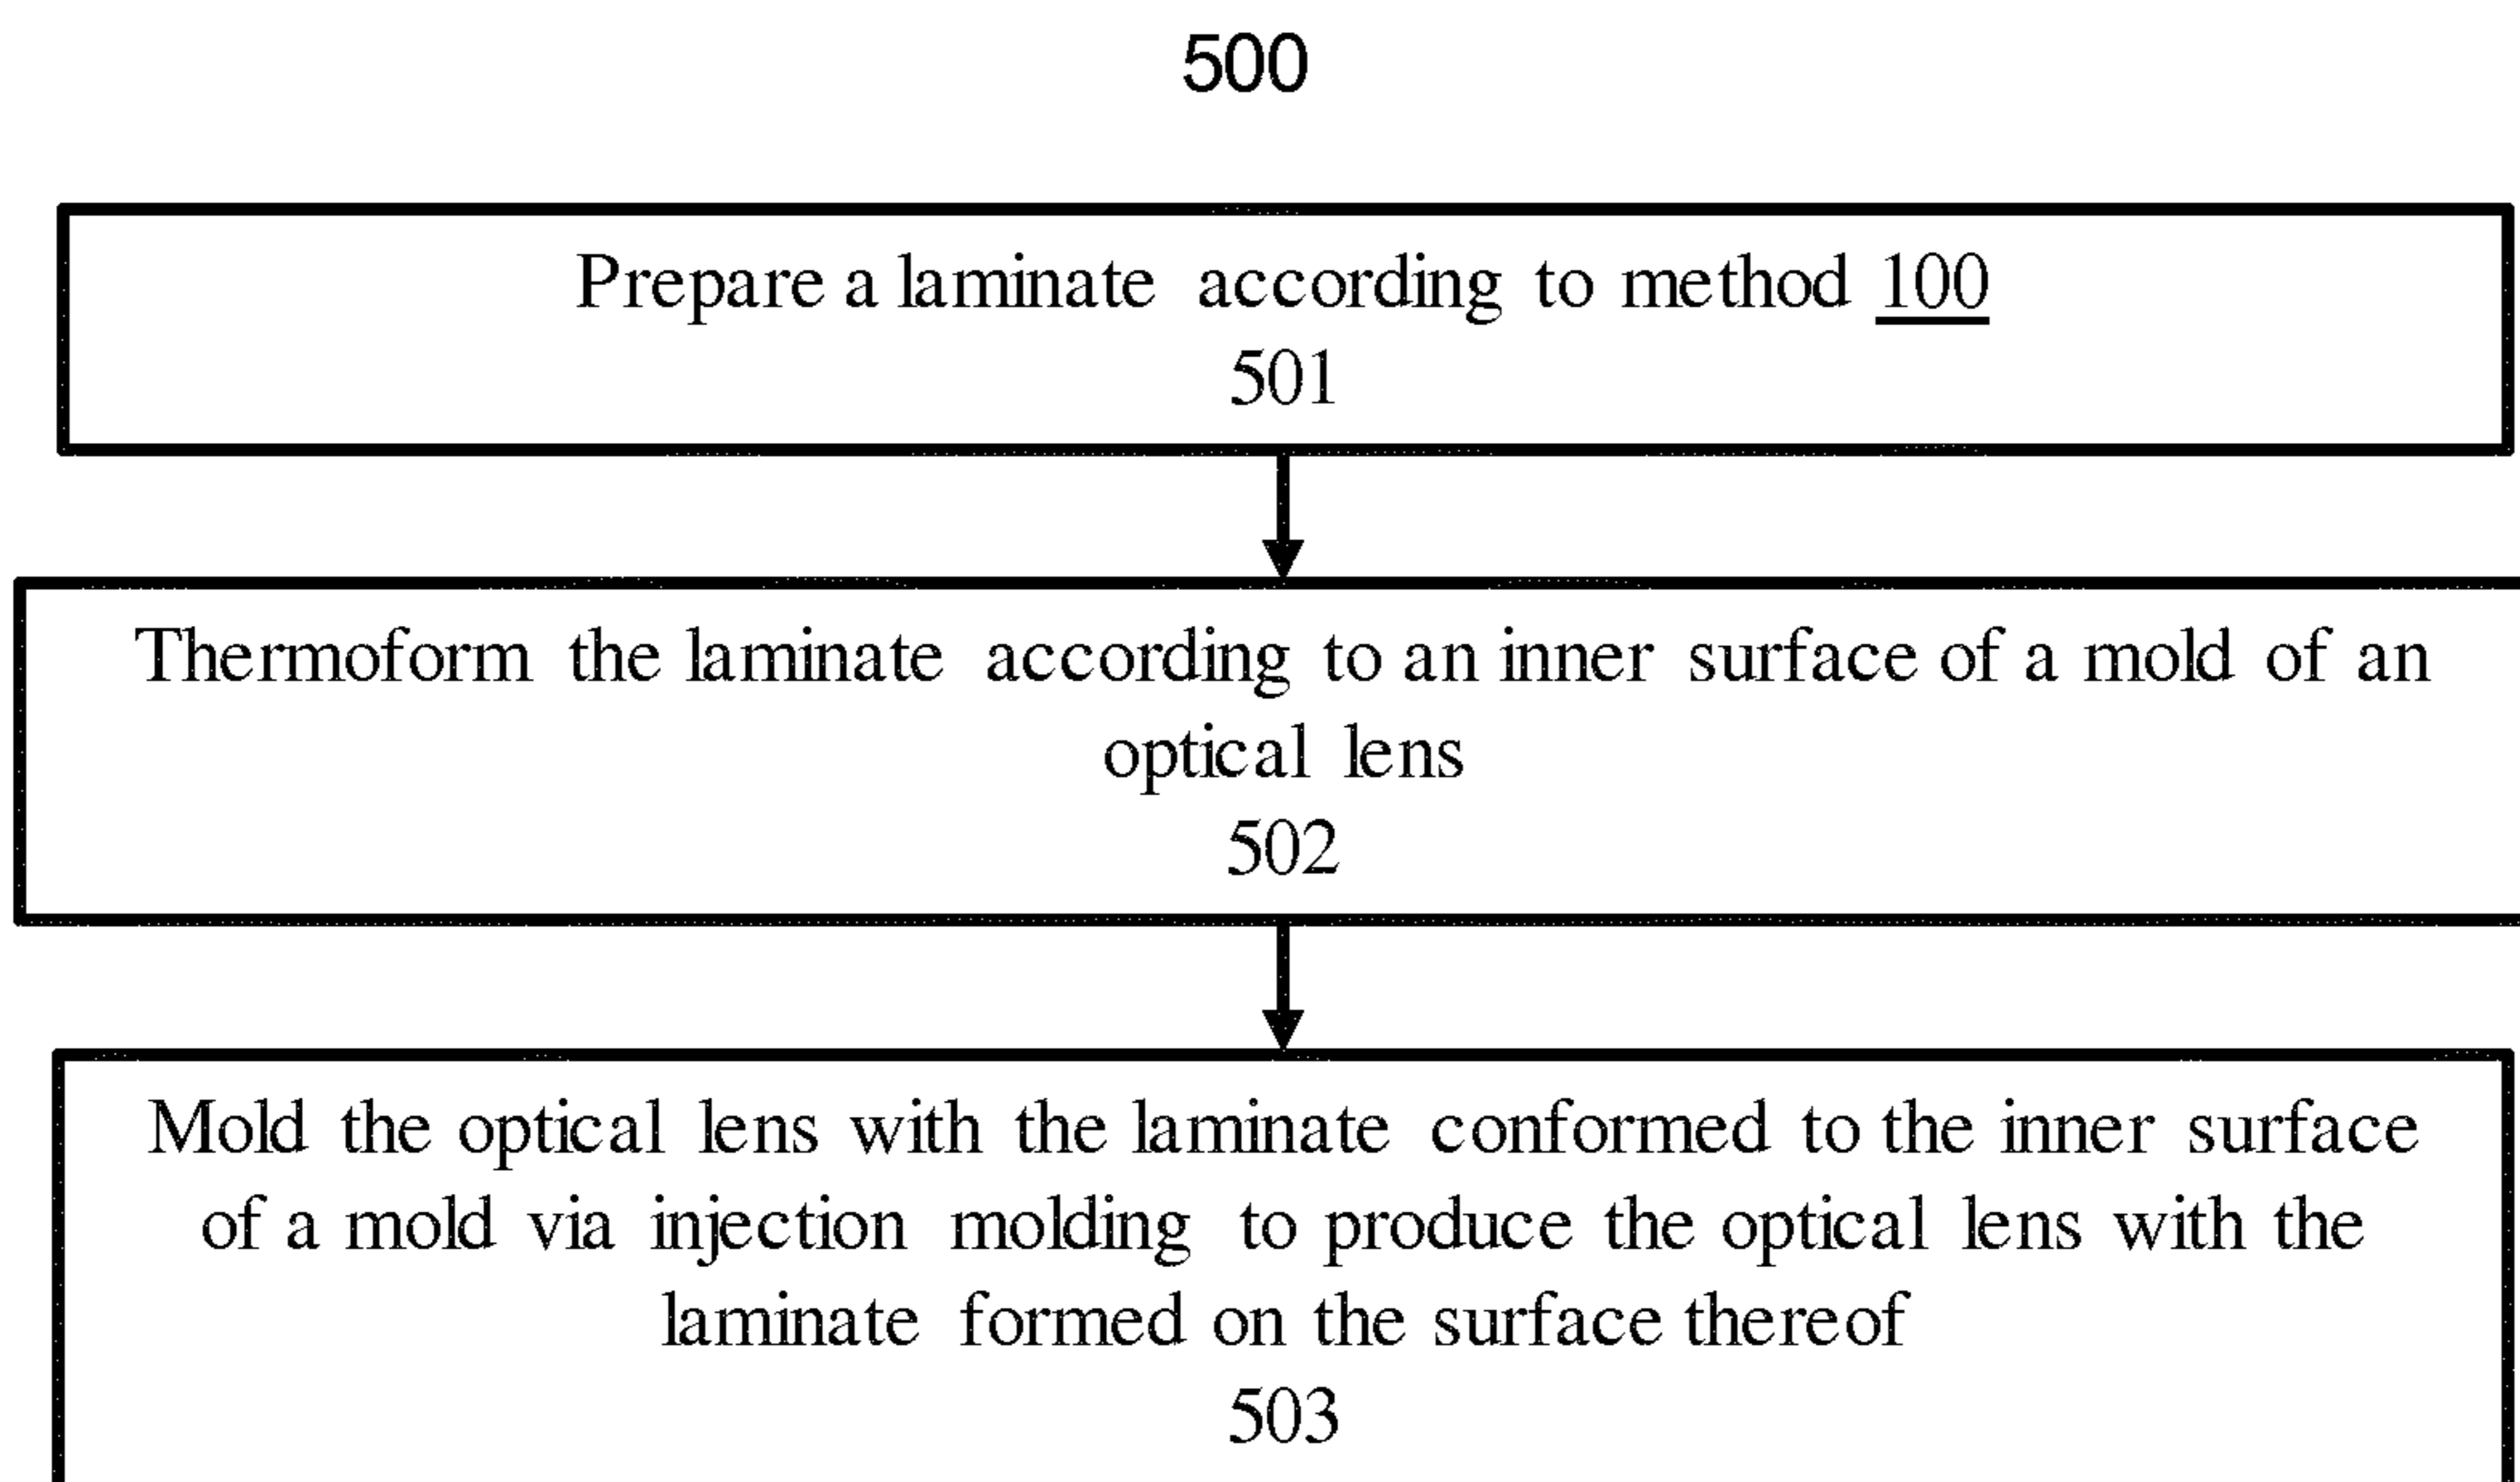 500
Prepare a laminate according to method 100
501
Thermoform the laminate according to an inner surface of a mold of an
optical lens
502
Mold the optical lens with the laminate conformed to the inner surface
of a mold via injection molding to produce the optical lens with the
laminate formed on the surface thereof
503